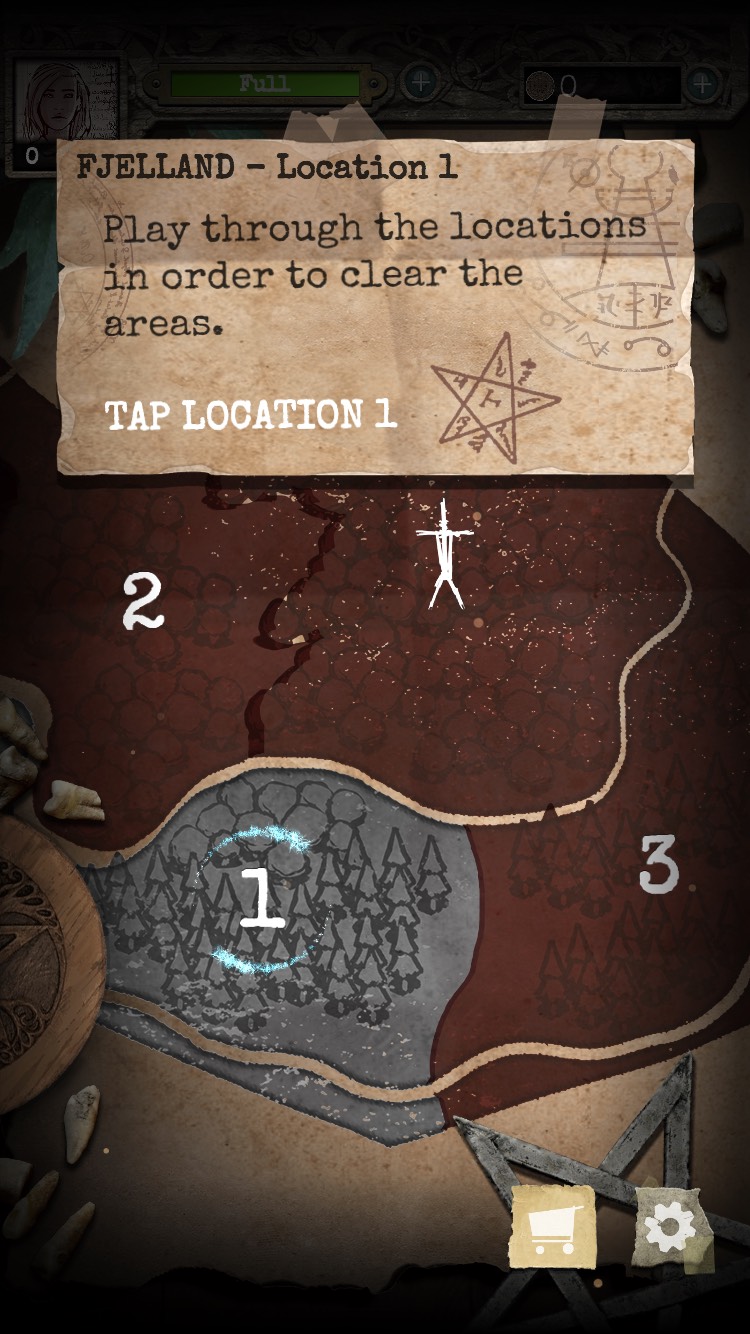 Full
0
0
FJELLAND - Location 1
Play through the locations
in order to clear the
areas.
TAP LOCATION 1
2
1
3